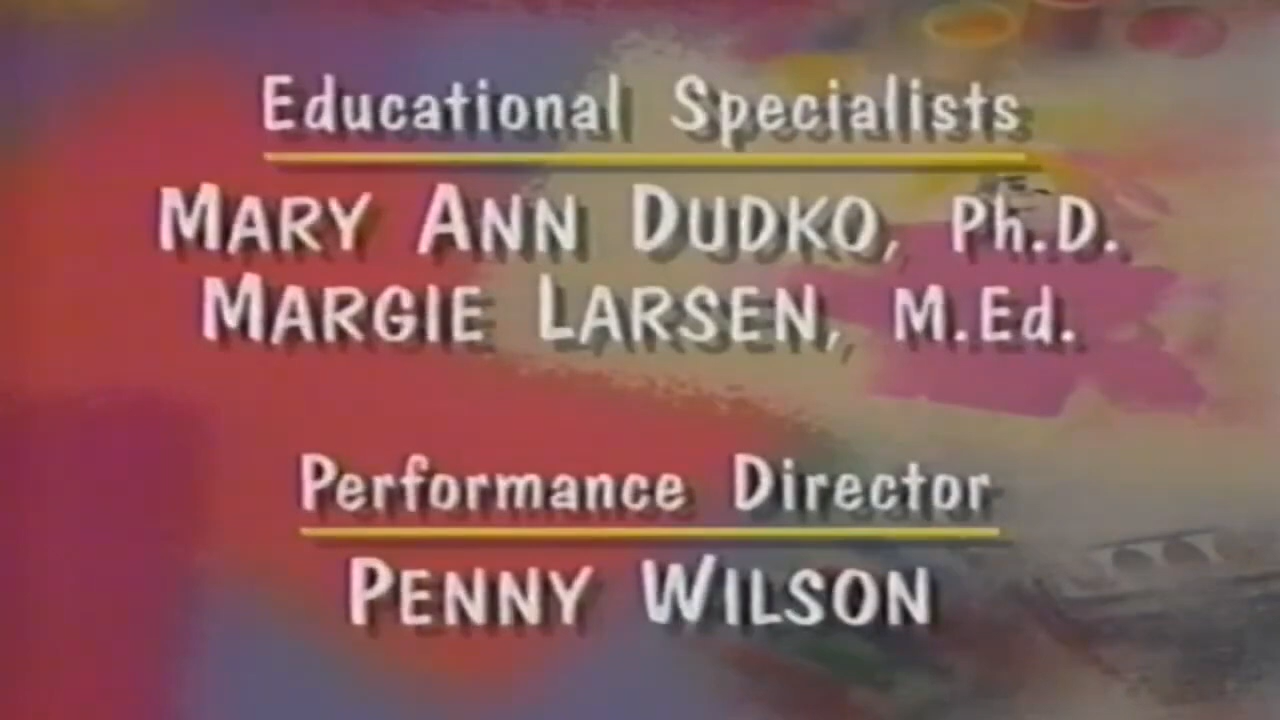 Educational Specialists
MARY ANN DUDKO, Ph.D.
MARGIE LARSEN, M.Ed.
Performance Director
PENNY WILSON